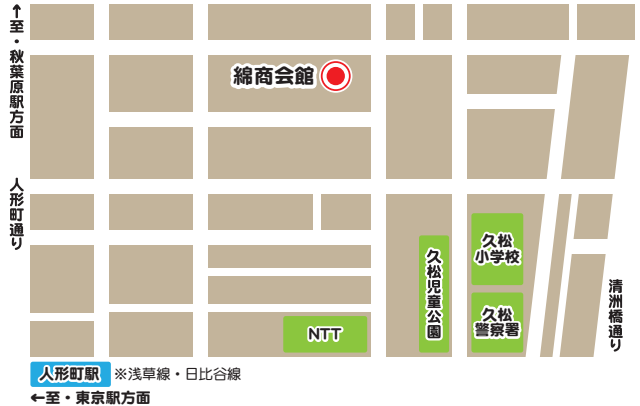 ↑至・秋葉原駅方面
綿商会館
人形町通り
久松
小学校
久松児童公園
久松
警察署
清洲橋通り
NTT
人形町駅 ※浅草線・日比谷線
←至・東京駅方面